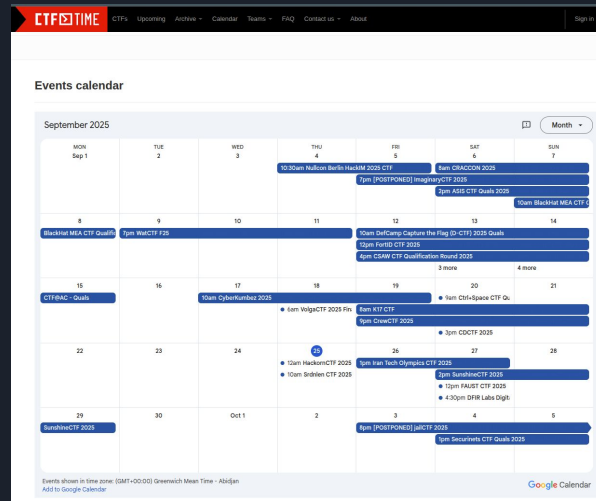 CTFTIME CTFs Upcoming Archive Calendar Teams FAQ Contact us About Sign in
Events calendar
September 2025 Month
MON TUE WED THU FRI SAT SUN
Sep 1 2 3 4 5 6 7
10:30am Nullcon Berlin HackIM 2025 CTF 8am CRACCON 2025
7pm [POSTPONED] ImaginaryCTF 2025
2pm ASIS CTF Quals 2025
10am BlackHat MEA CTF Q
8 9 10 11 12 13 14
BlackHat MEA CTF Qualific 7pm WatCTF F25 10am DefCamp Capture the Flag (D-CTF) 2025 Quals
12pm FortID CTF 2025
4pm CSAW CTF Qualification Round 2025
3 more 4 more
15 16 17 18 19 20 21
CTF@AC - Quals 10am CyberKumbez 2025 9am Ctrl+Space CTF Qu
6am VolgaCTF 2025 Fin 8am K17 CTF
9pm CrewCTF 2025
3pm CDCTF 2025
22 23 24 25 26 27 28
12am HackornCTF 2025 1pm Iran Tech Olympics CTF 2025
10am Srdnlen CTF 2025 2pm SunshineCTF 2025
12pm FAUST CTF 2025
4:30pm DFIR Labs Digit
29 30 Oct 1 2 3 4 5
SunshineCTF 2025 8pm [POSTPONED] jailCTF 2025
1pm Securinets CTF Quals 2025
Events shown in time zone: (GMT+00:00) Greenwich Mean Time - Abidjan
Add to Google Calendar Google Calendar